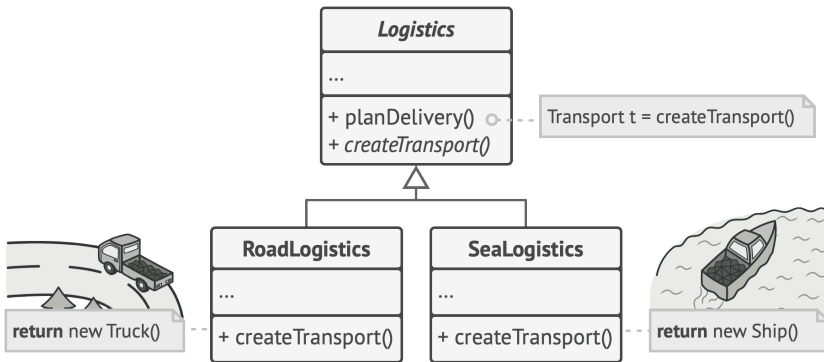 Logistics
...
+ planDelivery()
+ createTransport()
Transport t = createTransport()
RoadLogistics
...
+ createTransport()
SeaLogistics
...
+ createTransport()
return new Truck()
return new Ship()